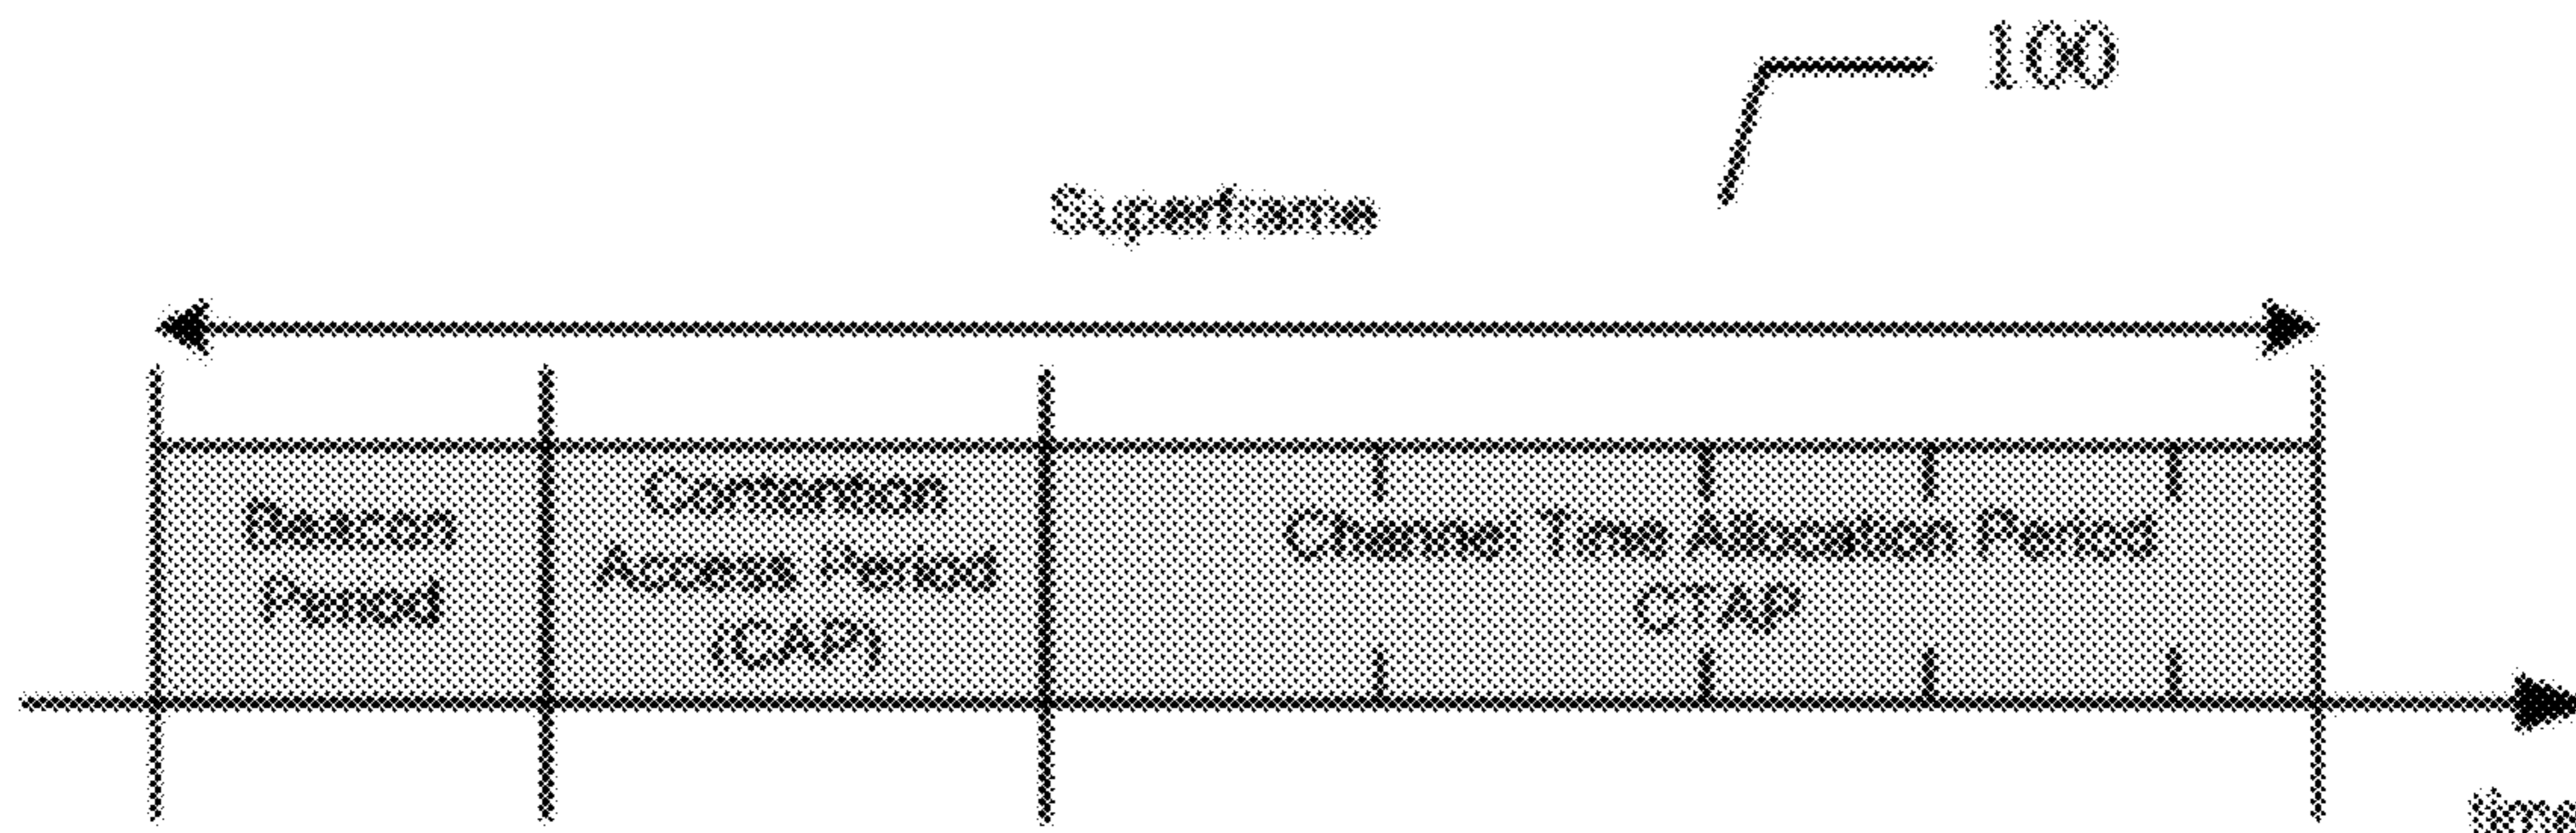 100
Superframe
Beacon
Period
Contention
Access Period
(CAP)
Channel Time Allocation Period
CTAP